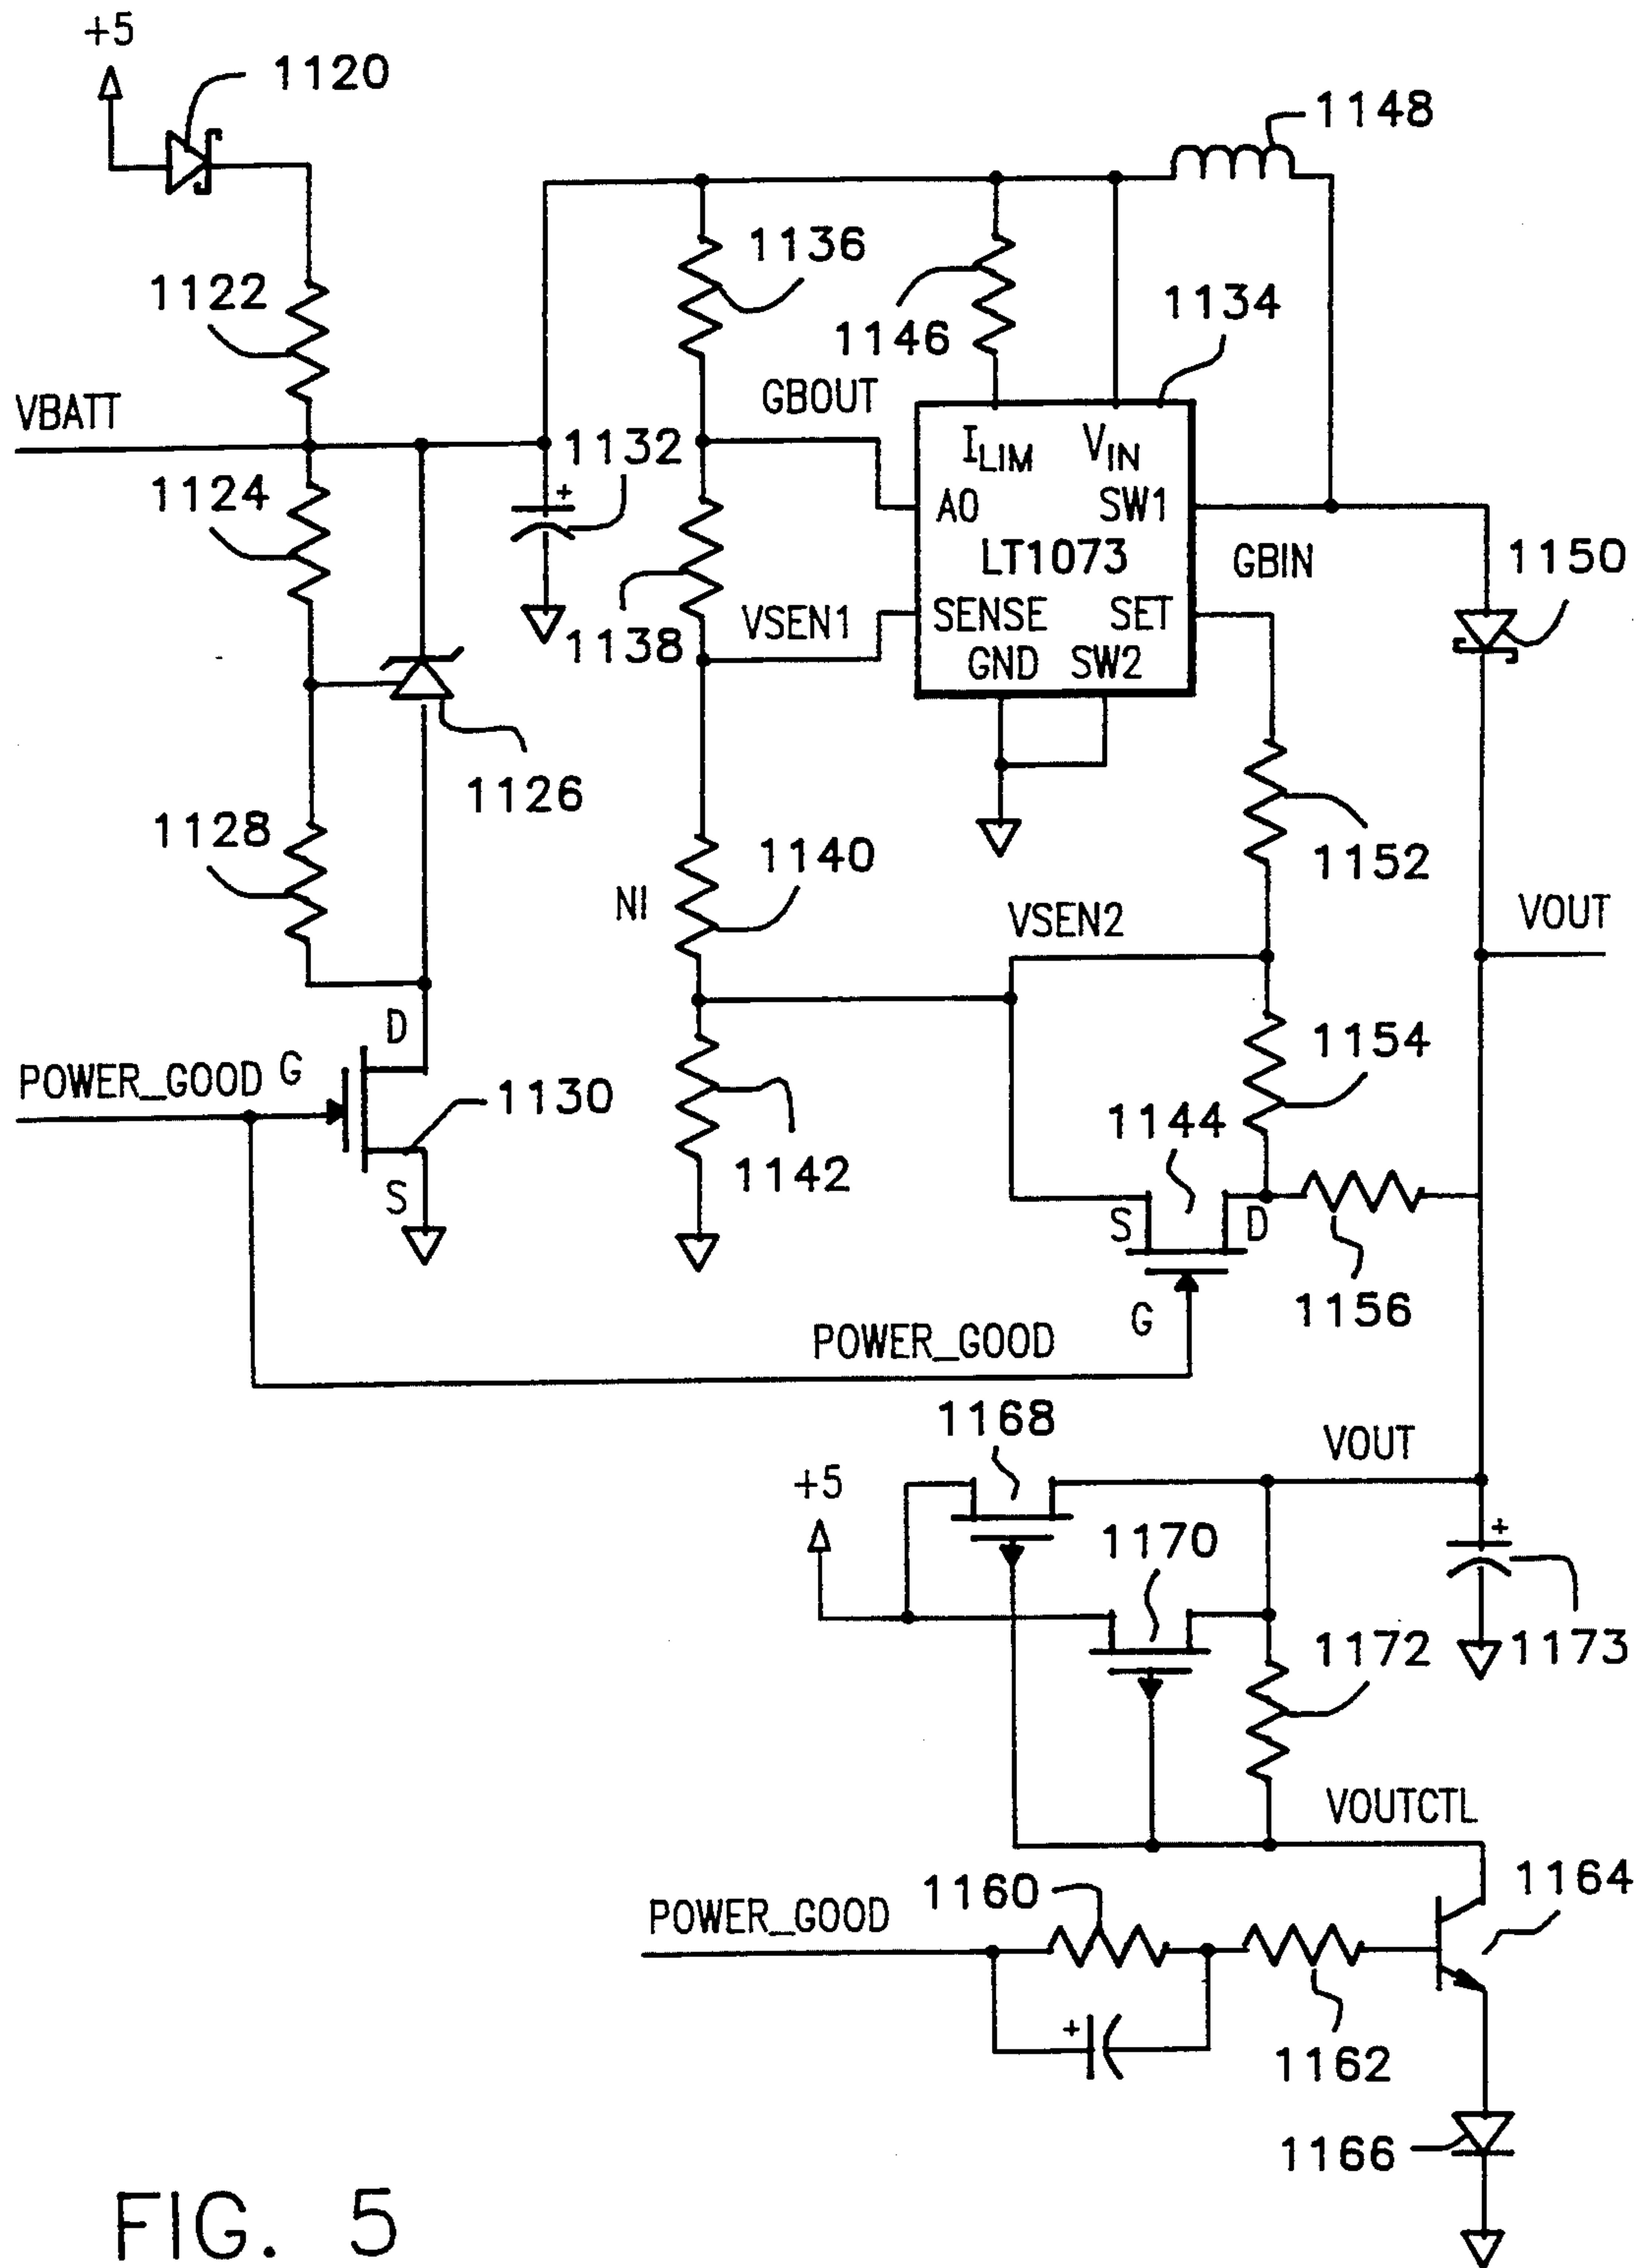 +5
1120
1148
1122
1136
1146
1134
VBATT
GBOUT
1124
1132
+
I LIM
V IN
A0
SW1
LT1073
GBIN
1150
1138
VSEN1
SENSE
SET
GND
SW2
1126
1128
1140
1152
NI
VSEN2
VOUT
D
POWER_GOOD
G
1130
1154
1144
S
1142
S
D
1156
G
POWER_GOOD
1168
VOUT
+5
1170
+
1172
1173
VOUTCTL
1160
1164
POWER_GOOD
+
1162
1166
FIG. 5